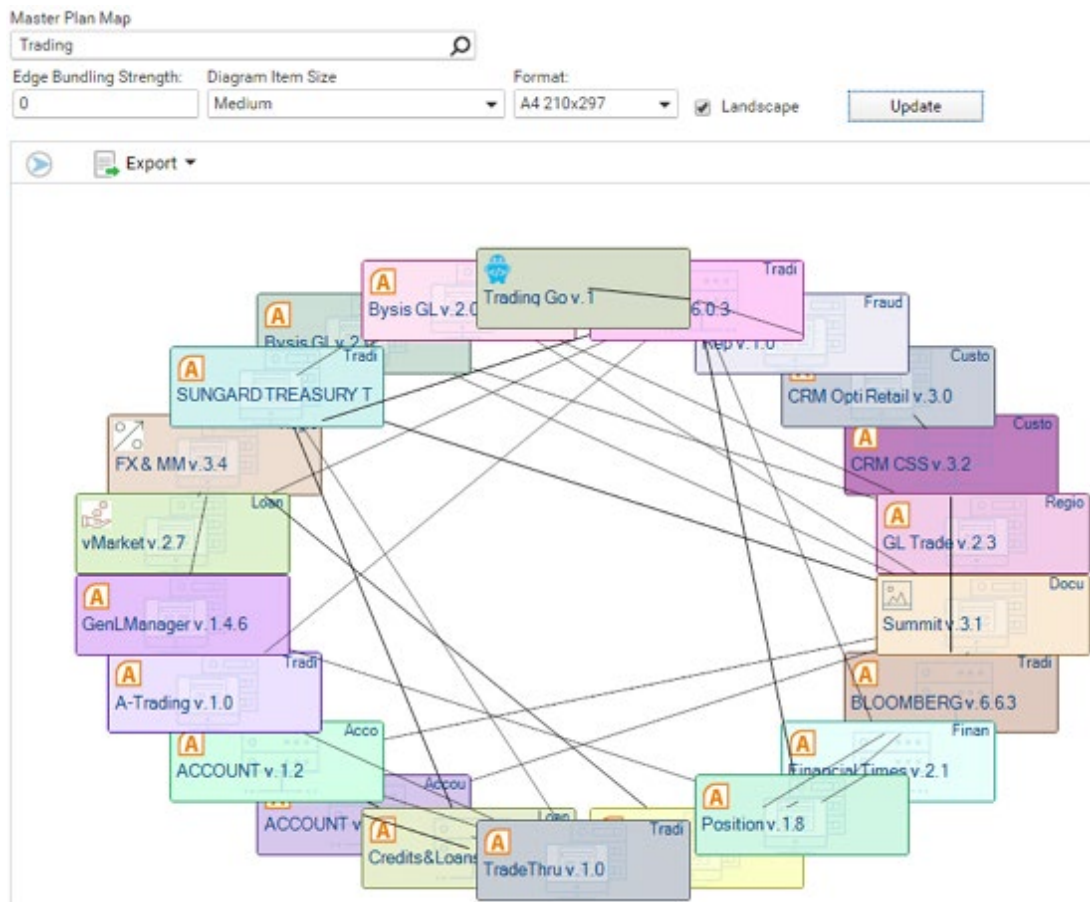 Master Plan Map
Trading
Edge Bundling Strength: Diagram Item Size Format:
0 Medium A4 210x297 Landscape Update
Export
Trading Go v.1
Tradi
Bysis GL v.2.0
6.0.3
Fraud
Rep v.1.0
Bysis GL v.2
Tradi
SUNGARD TREASURY T
Custo
CRM Opti Retail v.3.0
FX & MM v.3.4
Custo
CRM CSS v.3.2
Loan
vMarket v.2.7
Regio
GL Trade v.2.3
GenLManager v.1.4.6
Docu
Summit v.3.1
Tradi
A-Trading v.1.0
Tradi
BLOOMBERG v.6.6.3
Acco
ACCOUNT v.1.2
Finan
Financial Times v.2.1
Accou
ACCOUNT v
Position v.1.8
Loan
Credits&Loans
Tradi
TradeThru v.1.0